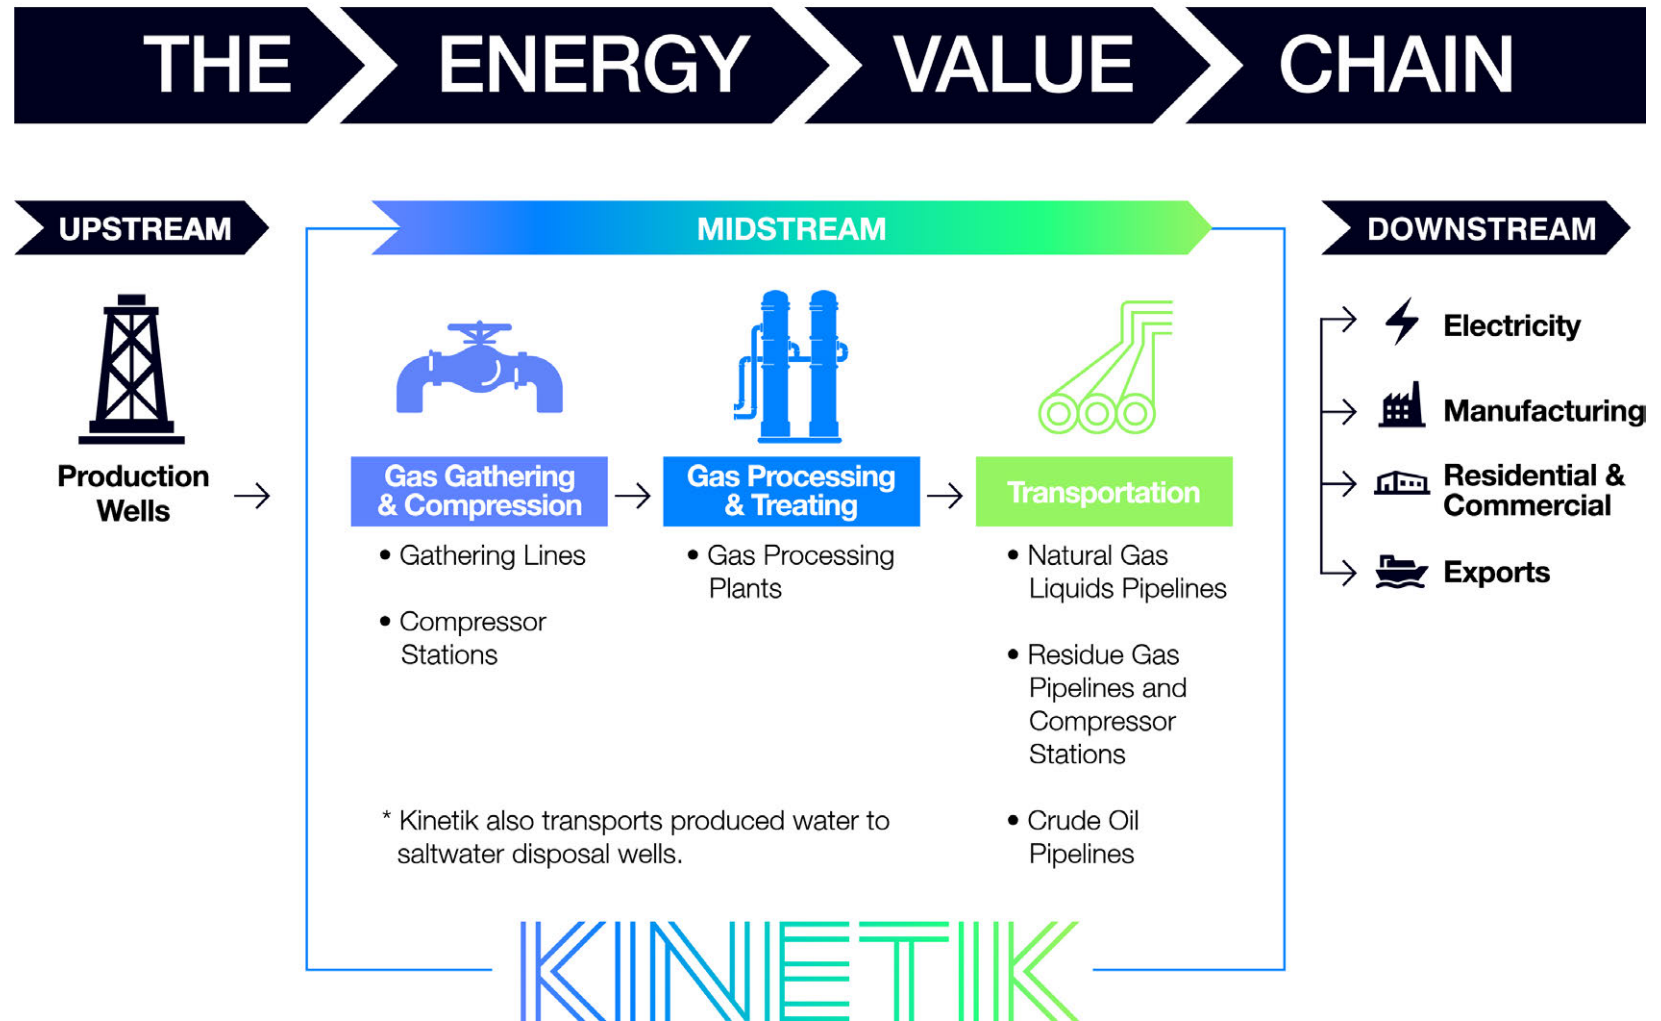 THE ENERGY VALUE CHAIN
UPSTREAM
Production
Wells
MIDSTREAM
Gas Gathering
& Compression
• Gathering Lines
• Compressor
Stations
Gas Processing
& Treating
• Gas Processing
Plants
Transportation
• Natural Gas
Liquids Pipelines
• Residue Gas
Pipelines and
Compressor
Stations
• Crude Oil
Pipelines
* Kinetik also transports produced water to
saltwater disposal wells.
KINETIK
DOWNSTREAM
Electricity
Manufacturing
Residential &
Commercial
Exports